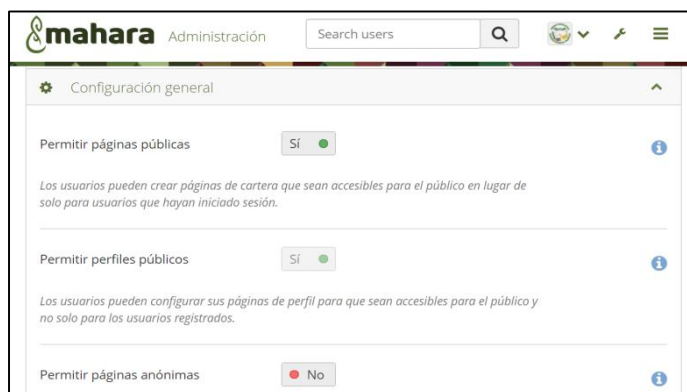 mahara Administración Search users
Configuración general
Permitir páginas públicas Sí
Los usuarios pueden crear páginas de cartera que sean accesibles para el público en lugar de
solo para usuarios que hayan iniciado sesión.
Permitir perfiles públicos Sí
Los usuarios pueden configurar sus páginas de perfil para que sean accesibles para el público y
no solo para los usuarios registrados.
Permitir páginas anónimas No